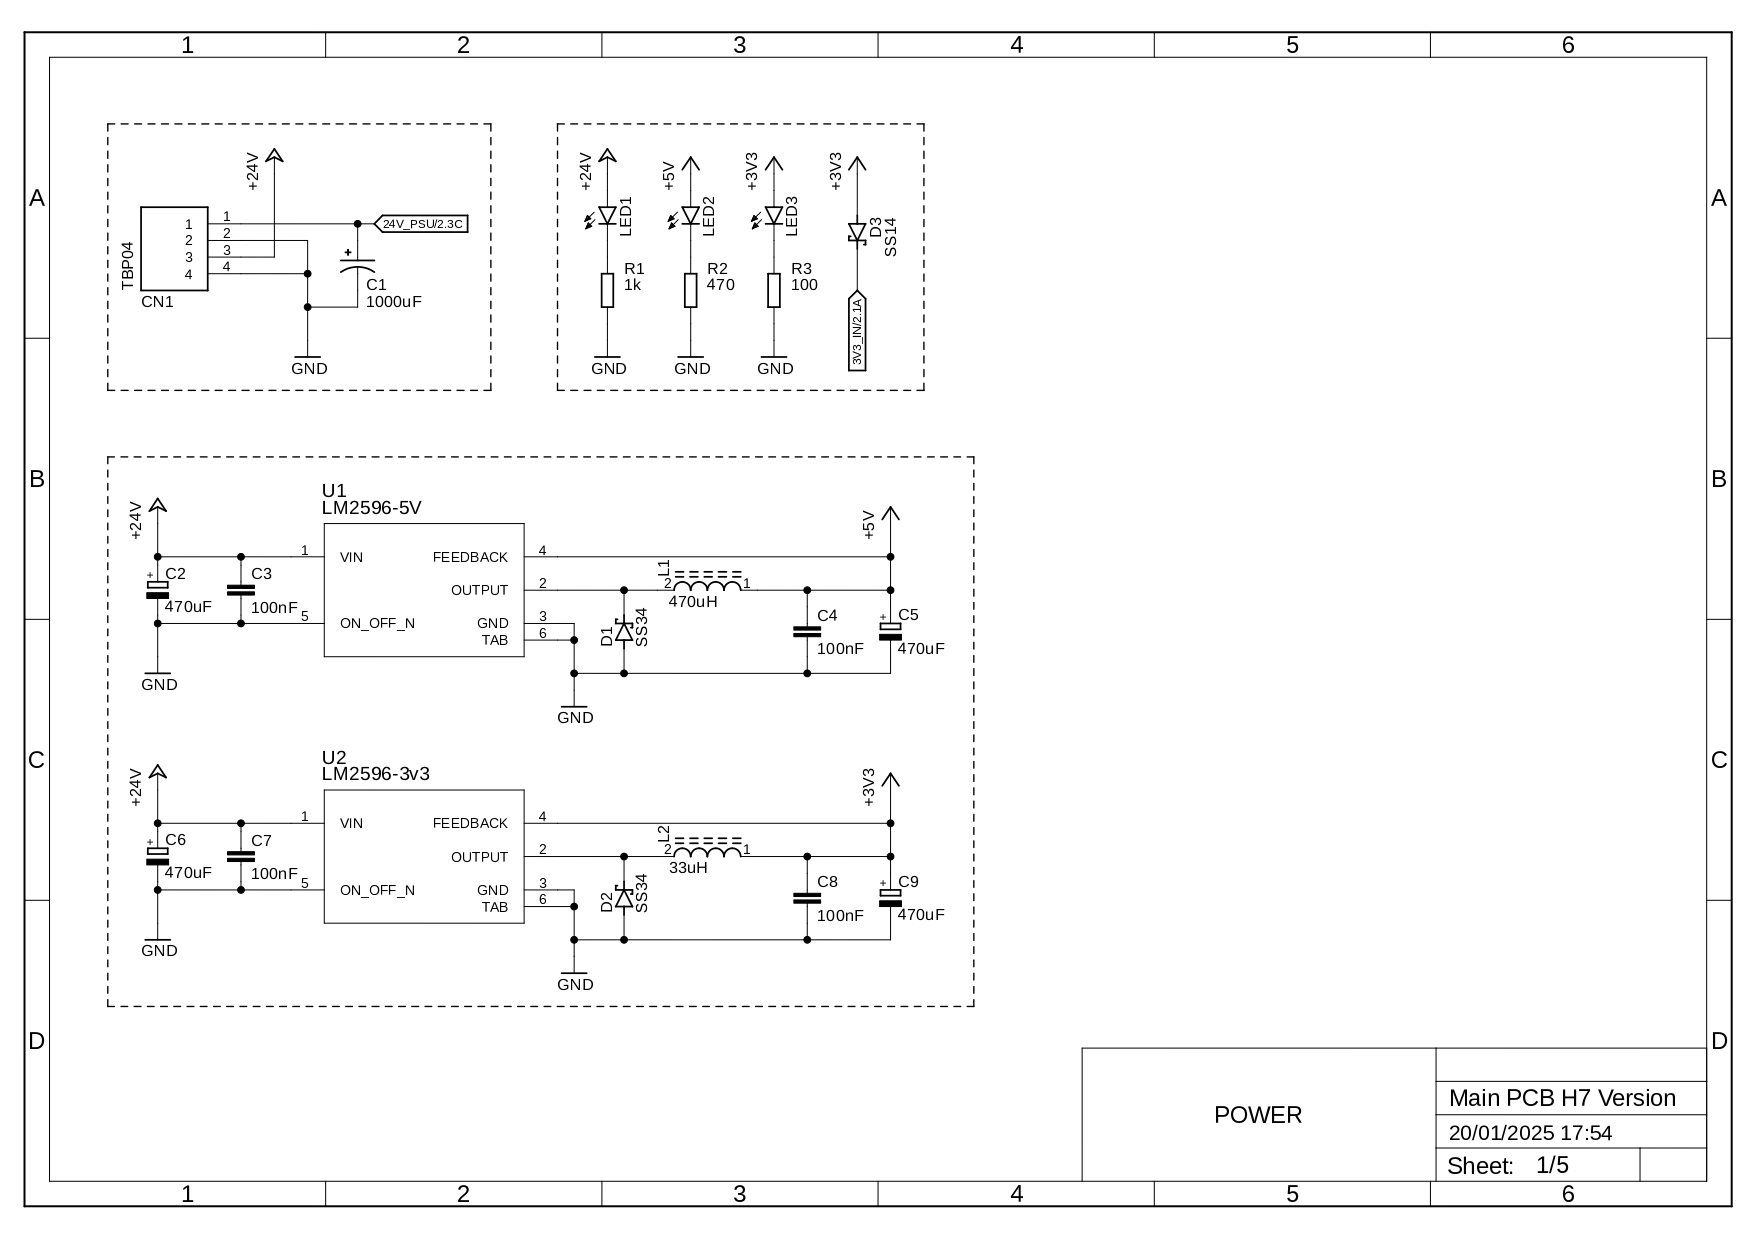 1 2 3 4 5 6
A A
B B
C C
D D
+24V
TBP04
1
2
3
4
1
2
3
4
CN1
24V_PSU/2.3C
+
C1
1000uF
GND
+24V
LED1
R1
1k
GND
+5V
LED2
R2
470
GND
+3V3
LED3
R3
100
GND
+3V3
D3
SS14
3V3_IN/2.1A
U1
LM2596-5V
+24V
+
C2
470uF
C3
100nF
GND
1
5
VIN
ON_OFF_N
FEEDBACK
OUTPUT
GND
TAB
4
2
3
6
D1
SS34
L1
2
1
470uH
C4
100nF
+5V
+
C5
470uF
GND
U2
LM2596-3v3
+24V
+
C6
470uF
C7
100nF
GND
1
5
VIN
ON_OFF_N
FEEDBACK
OUTPUT
GND
TAB
4
2
3
6
D2
SS34
L2
2
1
33uH
C8
100nF
+3V3
+
C9
470uF
GND
POWER
Main PCB H7 Version
20/01/2025 17:54
Sheet: 1/5
1 2 3 4 5 6